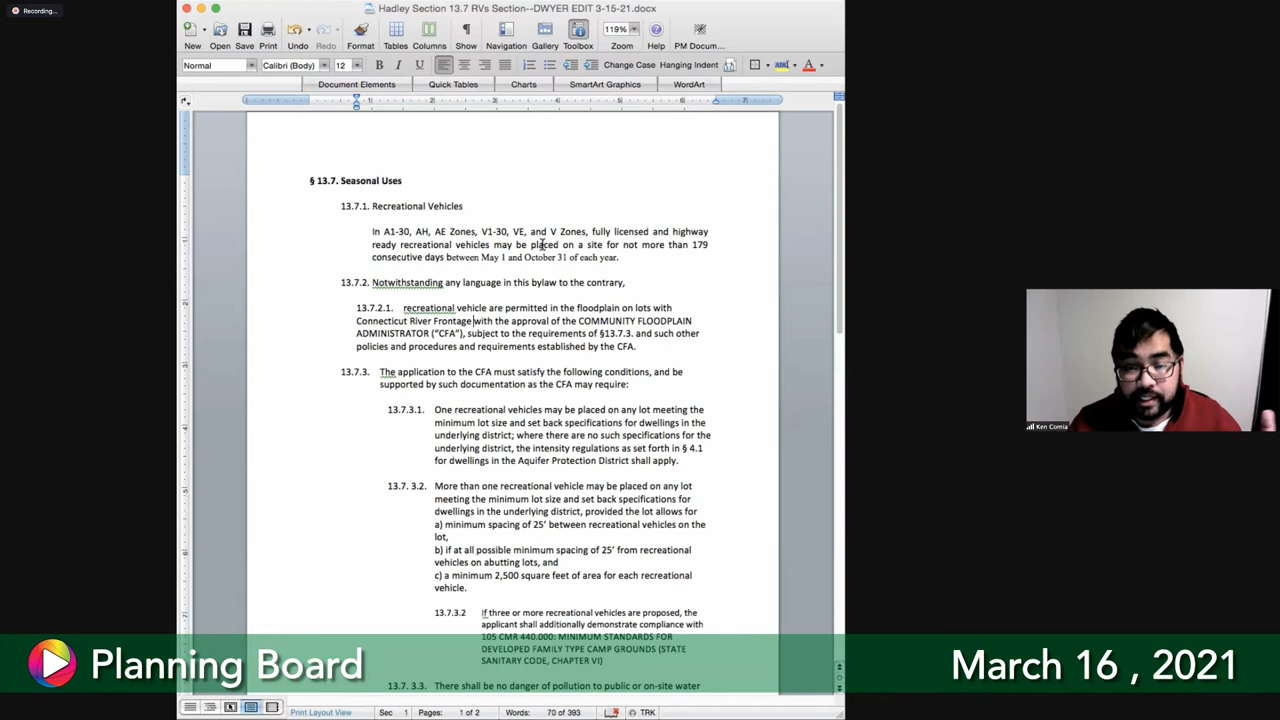 Recording...
Hadley Section 13.7 RVs Section--DWYER EDIT 3-15-21.docx
119%
New Open Save Print Undo Redo Format Tables Columns Show Navigation Gallery Toolbox Zoom Help PM Docum...
Normal Calibri (Body) 12 B I U Change Case Hanging Indent
Document Elements Quick Tables Charts SmartArt Graphics WordArt
§ 13.7. Seasonal Uses
13.7.1. Recreational Vehicles
In A1-30, AH, AE Zones, V1-30, VE, and V Zones, fully licensed and highway
ready recreational vehicles may be placed on a site for not more than 179
consecutive days between May 1 and October 31 of each year.
13.7.2. Notwithstanding any language in this bylaw to the contrary,
13.7.2.1. recreational vehicle are permitted in the floodplain on lots with
Connecticut River Frontage with the approval of the COMMUNITY FLOODPLAIN
ADMINISTRATOR ("CFA"), subject to the requirements of §13.7.3. and such other
policies and procedures and requirements established by the CFA.
13.7.3. The application to the CFA must satisfy the following conditions, and be
supported by such documentation as the CFA may require:
13.7.3.1. One recreational vehicles may be placed on any lot meeting the
minimum lot size and set back specifications for dwellings in the
underlying district; where there are no such specifications for the
underlying district, the intensity regulations as set forth in § 4.1
for dwellings in the Aquifer Protection District shall apply.
13.7. 3.2. More than one recreational vehicle may be placed on any lot
meeting the minimum lot size and set back specifications for
dwellings in the underlying district, provided the lot allows for
a) minimum spacing of 25' between recreational vehicles on the
lot,
b) if at all possible minimum spacing of 25' from recreational
vehicles on abutting lots, and
c) a minimum 2,500 square feet of area for each recreational
vehicle.
13.7.3.2 If three or more recreational vehicles are proposed, the
applicant shall additionally demonstrate compliance with
105 CMR 440.000: MINIMUM STANDARDS FOR
DEVELOPED FAMILY TYPE CAMP GROUNDS (STATE
SANITARY CODE, CHAPTER VI)
13.7. 3.3. There shall be no danger of pollution to public or on-site water
Ken Comia
Planning Board
March 16 , 2021
Print Layout View Sec 1 Pages: 1 of 2 Words: 70 of 393 TRK